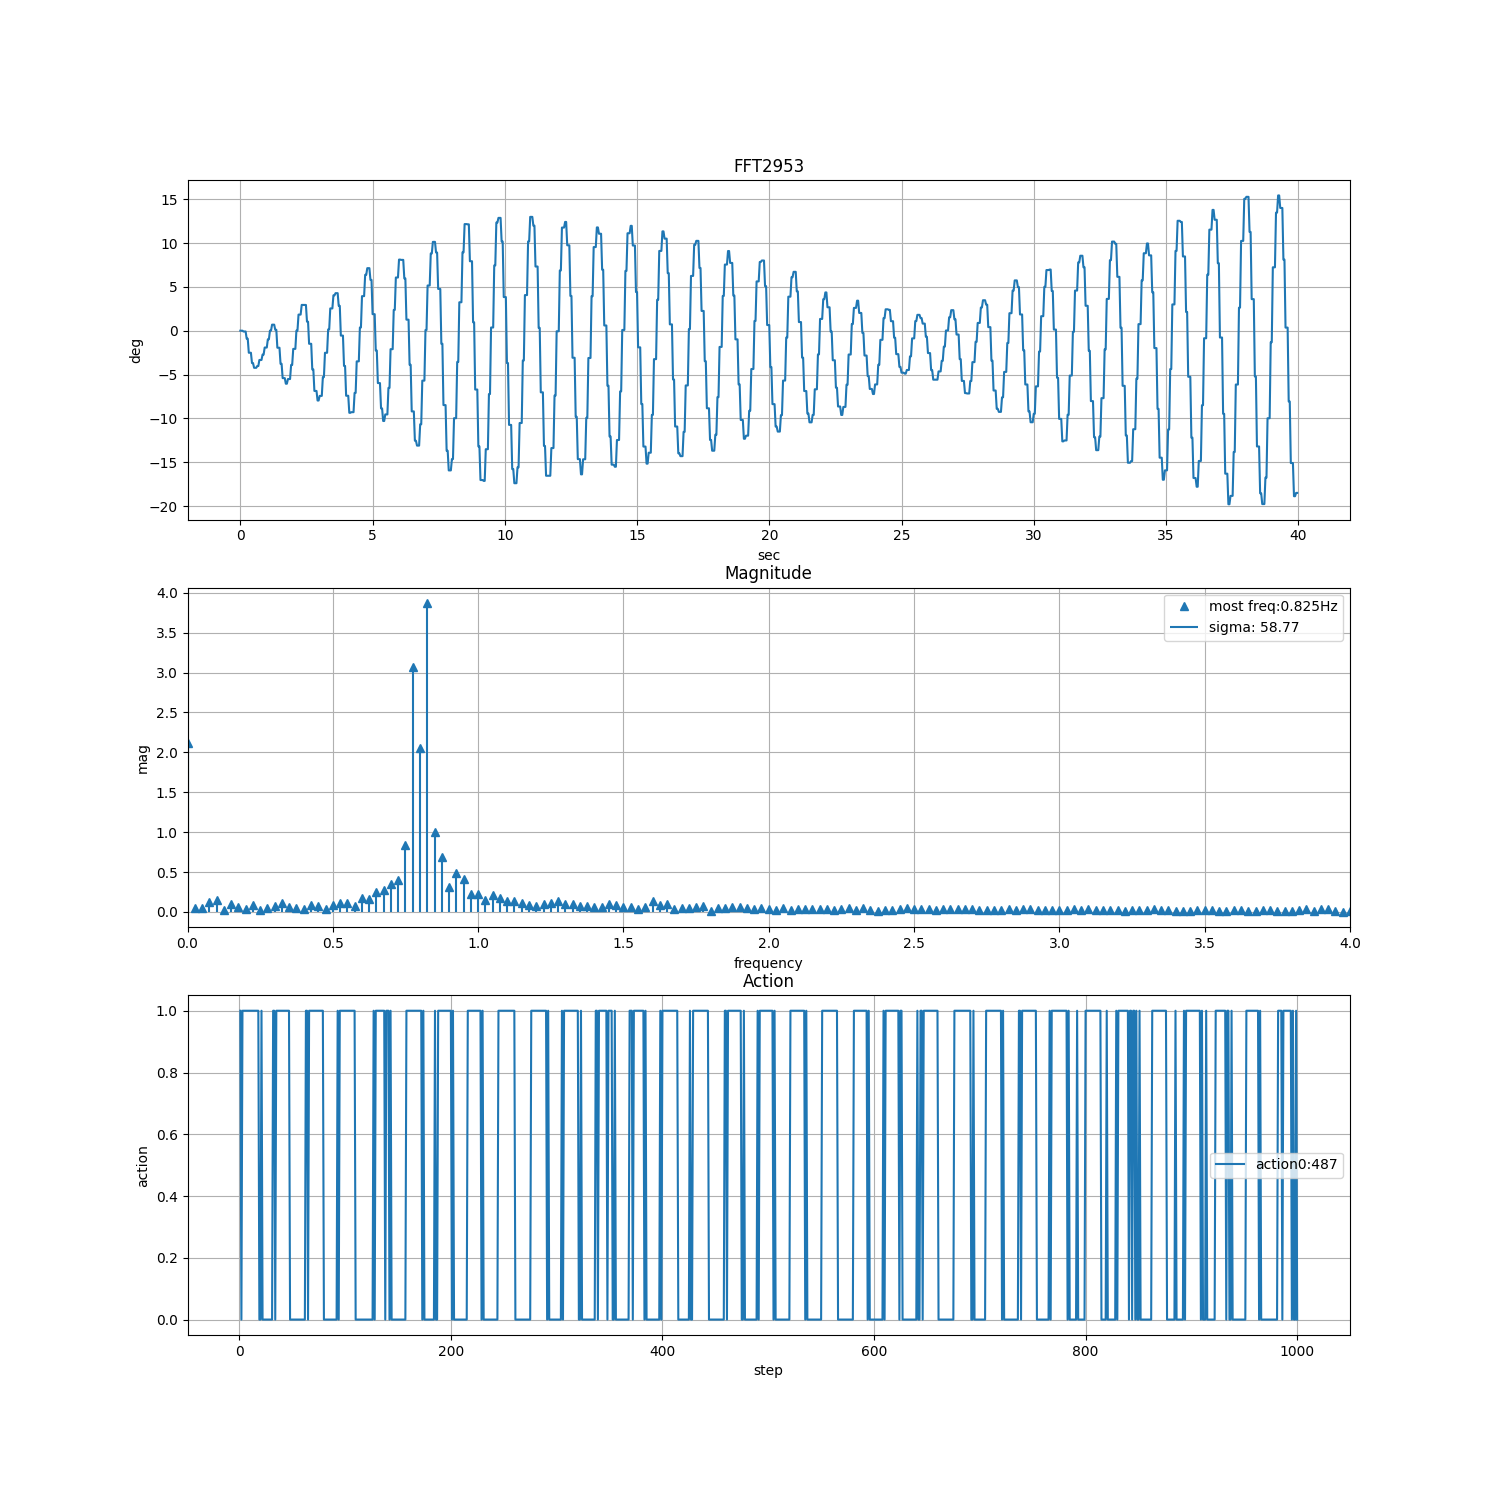 FFT2953
15
10
5
0
−5
−10
−15
−20
deg
0 5 10 15 20 25 30 35 40
sec
Magnitude
4.0
3.5
3.0
2.5
2.0
1.5
1.0
0.5
0.0
mag
most freq:0.825Hz
sigma: 58.77
0.0 0.5 1.0 1.5 2.0 2.5 3.0 3.5 4.0
frequency
Action
1.0
0.8
0.6
0.4
0.2
0.0
action
action0:487
0 200 400 600 800 1000
step